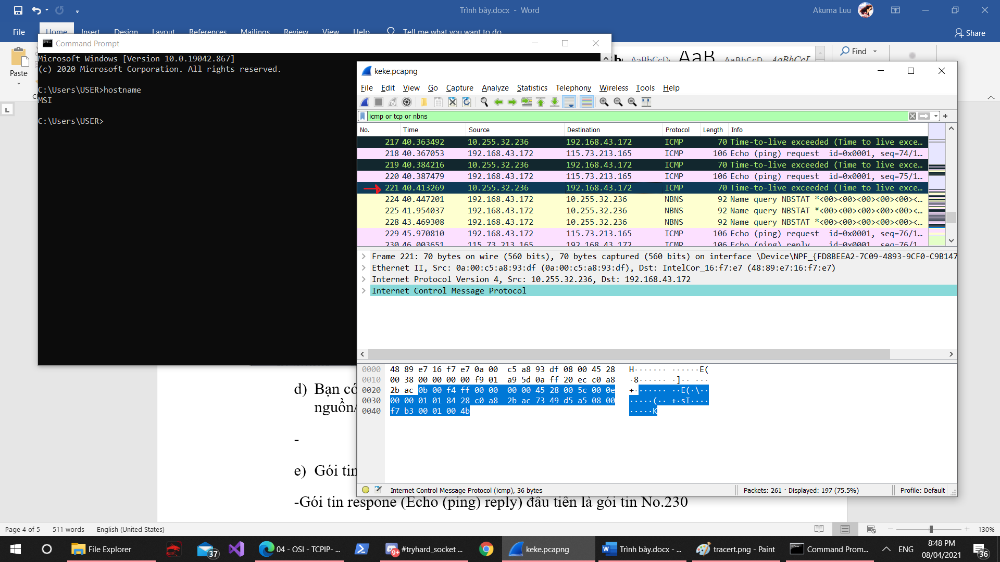 Trình bày.docx - Word
Akuma Luu
File Home Insert Design Layout References Mailings Review View Help Tell me what you want to do
Share
Paste
Find
Command Prompt
Microsoft Windows [Version 10.0.19042.867]
(c) 2020 Microsoft Corporation. All rights reserved.
C:\Users\USER>hostname
MSI
C:\Users\USER>
AaBbCcD AaB AaBbCcD AaBbCcI
keke.pcapng
File Edit View Go Capture Analyze Statistics Telephony Wireless Tools Help
icmp or tcp or nbns
No. Time Source Destination Protocol Length Info
217 40.363492 10.255.32.236 192.168.43.172 ICMP 70 Time-to-live exceeded (Time to live exce…
218 40.367053 192.168.43.172 115.73.213.165 ICMP 106 Echo (ping) request id=0x0001, seq=74/1…
219 40.384216 10.255.32.236 192.168.43.172 ICMP 70 Time-to-live exceeded (Time to live exce…
220 40.387479 192.168.43.172 115.73.213.165 ICMP 106 Echo (ping) request id=0x0001, seq=75/1…
221 40.413269 10.255.32.236 192.168.43.172 ICMP 70 Time-to-live exceeded (Time to live exce…
224 40.447201 192.168.43.172 10.255.32.236 NBNS 92 Name query NBSTAT *<00><00><00><00><00><…
225 41.954037 192.168.43.172 10.255.32.236 NBNS 92 Name query NBSTAT *<00><00><00><00><00><…
228 43.469308 192.168.43.172 10.255.32.236 NBNS 92 Name query NBSTAT *<00><00><00><00><00><…
229 45.970810 192.168.43.172 115.73.213.165 ICMP 106 Echo (ping) request id=0x0001, seq=76/1…
230 46.003651 115.73.213.165 192.168.43.172 ICMP 106 Echo (ping) reply id=0x0001, seq=76/1…
Frame 221: 70 bytes on wire (560 bits), 70 bytes captured (560 bits) on interface \Device\NPF_{FD8BEEA2-7C09-4893-9CF0-C9B147
Ethernet II, Src: 0a:00:c5:a8:93:df (0a:00:c5:a8:93:df), Dst: IntelCor_16:f7:e7 (48:89:e7:16:f7:e7)
Internet Protocol Version 4, Src: 10.255.32.236, Dst: 192.168.43.172
Internet Control Message Protocol
0000 48 89 e7 16 f7 e7 0a 00 c5 a8 93 df 08 00 45 28 H······· ······E(
0010 00 38 00 00 00 00 f9 01 a9 5d 0a ff 20 ec c0 a8 ·8······ ·]·· ···
0020 2b ac 0b 00 f4 ff 00 00 00 00 45 28 00 5c 00 0e +······· ··E(·\··
0030 00 00 01 01 84 28 c0 a8 2b ac 73 49 d5 a5 08 00 ·····(·· +·sI····
0040 f7 b3 00 01 00 4b ·····K
Internet Control Message Protocol (icmp), 36 bytes
Packets: 261 · Displayed: 197 (75.5%)
Profile: Default
d) Bạn có
nguồn/
-
e) Gói tin
-Gói tin respone (Echo (ping) reply) đầu tiên là gói tin No.230
Page 4 of 5 511 words English (United States)
130%
File Explorer
37
04 - OSI - TCPIP- ...
9+
#tryhard_socket ...
keke.pcapng
Trình bày.docx - ...
tracert.png - Paint
Command Prom...
ENG
8:48 PM
08/04/2021
36